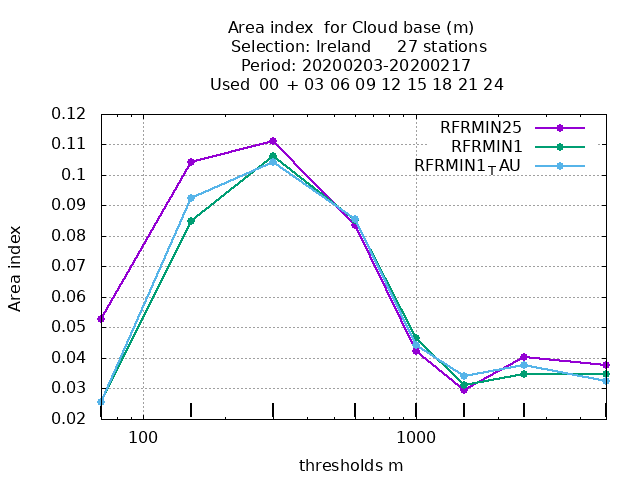 Area index  for Cloud base (m)
Selection: Ireland     27 stations
Period: 20200203-20200217
Used  00 + 03 06 09 12 15 18 21 24
RFRMIN25
RFRMIN1
RFRMIN1TAU
0.12
0.11
0.1
0.09
0.08
0.07
0.06
0.05
0.04
0.03
0.02
Area index
100
1000
thresholds m